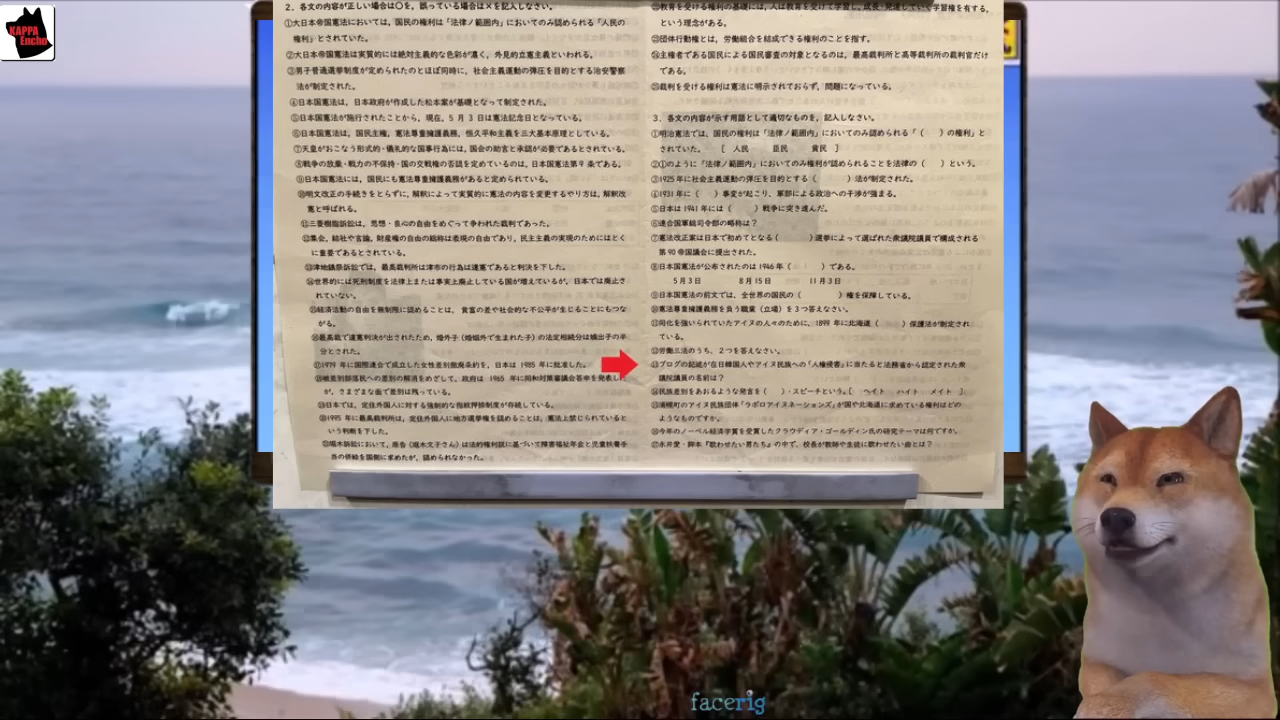 KAPPA
Encho
2. 各文の内容が正しい場合は〇を、誤っている場合は×を記入しなさい。
①大日本帝国憲法においては、国民の権利は「法律ノ範囲内」においてのみ認められる「人民の
権利」とされていた。
②大日本帝国憲法は実質的には絶対主義的な色彩が濃く、外見的立憲主義といわれる。
③男子普通選挙制度が定められたのとほぼ同時に、社会主義運動の弾圧を目的とする治安警察
法が制定された。
④日本国憲法は、日本政府が作成した松本案が基礎となって制定された。
⑤日本国憲法が施行されたことから、現在、5月3日は憲法記念日となっている。
⑥日本国憲法は、国民主権、憲法尊重擁護義務、恒久平和主義を三大基本原理としている。
⑦天皇がおこなう形式的・儀礼的な国事行為には、国会の助言と承認が必要であるとされている。
⑧戦争の放棄・戦力の不保持・国の交戦権の否認を定めているのは、日本国憲法第9条である。
⑨日本国憲法には、国民にも憲法尊重擁護義務があると定められている。
⑩明文改正の手続きをとらずに、解釈によって実質的に憲法の内容を変更するやり方は、解釈改
憲と呼ばれる。
⑪三菱樹脂訴訟は、思想・良心の自由をめぐって争われた裁判であった。
⑫集会、結社や言論、財産権の自由の総称は表現の自由であり、民主主義の実現のためにはとく
に重要であるとされている。
⑬津地鎮祭訴訟では、最高裁判所は津市の行為は違憲であると判決を下した。
⑭世界的には死刑制度を法律上または事実上廃止している国が増えているが、日本では廃止さ
れていない。
⑮経済活動の自由を無制限に認めることは、貧富の差や社会的な不公平が生じることにもつな
がる。
⑯最高裁で違憲判決が出されたため、婚外子(婚姻外で生まれた子)の法定相続分は嫡出子の半
分とされた。
⑰1979年に国際連合で成立した女性差別撤廃条約を、日本は1985年に批准した。
⑱被差別部落民への差別の解消をめざして、政府は1965年に同和対策審議会答申を発表した
が、さまざまな面で差別は残っている。
⑲日本では、定住外国人に対する強制的な指紋押捺制度が存続している。
⑳1995年に最高裁判所は、定住外国人に地方選挙権を認めることは、憲法上禁じられていると
いう判断を下した。
㉑堀木訴訟において、原告(堀木文子さん)は法的権利説に基づいて障害福祉年金と児童扶養手
当の併給を国側に求めたが、認められなかった。
㉒教育を受ける権利の基礎には、人は教育を受けて学習し、成長・発達していく学習権を有する、
という理念がある。
㉓団体行動権とは、労働組合を結成できる権利のことを指す。
㉔主権者である国民による国民審査の対象となるのは、最高裁判所と高等裁判所の裁判官だけ
である。
㉕裁判を受ける権利は憲法に明示されておらず、問題になっている。
3. 各文の内容が示す用語として適切なものを、記入しなさい。
①明治憲法では、国民の権利は「法律ノ範囲内」においてのみ認められる「( )の権利」と
されていた。 [ 人民 臣民 貴民 ]
②①のように「法律ノ範囲内」においてのみ権利が認められることを法律の( )という。
③1925年に社会主義運動の弾圧を目的とする( )法が制定された。
④1931年に( )事変が起こり、軍部による政治への干渉が強まる。
⑤日本は1941年には( )戦争に突き進んだ。
⑥連合国軍総司令部の略称は?
⑦憲法改正案は日本で初めてとなる( )選挙によって選ばれた衆議院議員で構成される
第90帝国議会に提出された。
⑧日本国憲法が公布されたのは1946年( )である。
5月3日 8月15日 11月3日
⑨日本国憲法の前文では、全世界の国民の( )権を保障している。
⑩憲法尊重擁護義務を負う職業(立場)を3つ答えなさい。
⑪同化を強いられていたアイヌの人々のために、1899年に北海道( )保護法が制定され
ている。
⑫労働三法のうち、2つを答えなさい。
⑬ブログの記述が在日韓国人やアイヌ民族への「人権侵害」に当たると法務省から認定された衆
議院議員の名前は?
⑭民族差別をあおるような発言を( )・スピーチという。[ ヘイト ハイト メイト ]
⑮浦幌町のアイヌ民族団体「ラポロアイヌネーションズ」が国や北海道に求めている権利はどの
ようなものですか。
⑯今年のノーベル経済学賞を受賞したクラウディア・ゴールディン氏の研究テーマは何ですか。
⑰永井愛・脚本『歌わせたい男たち』の中で、校長が教師や生徒に歌わせたい曲とは?
facerig